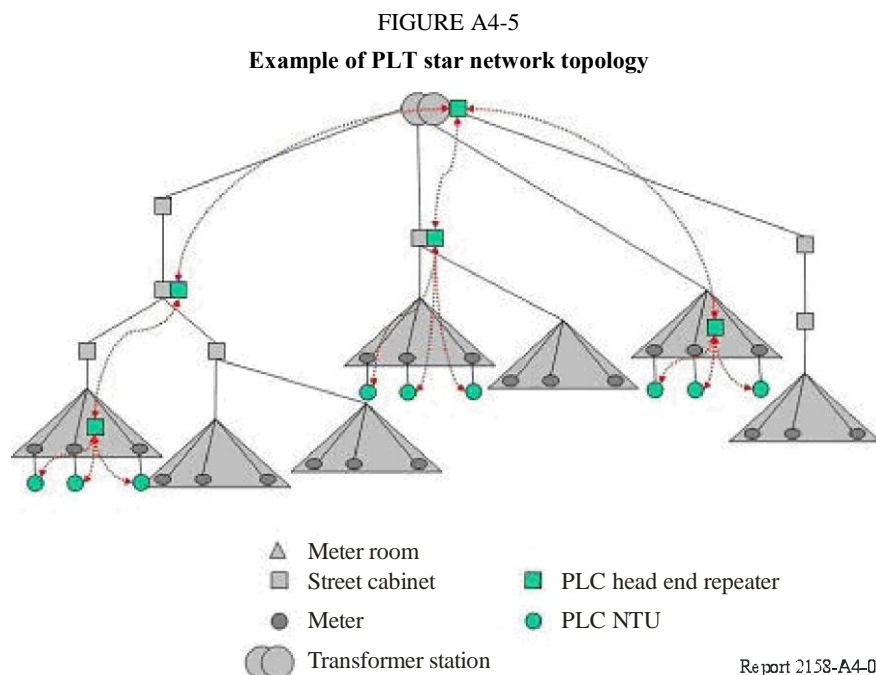 FIGURE A4-5
Example of PLT star network topology
Meter room
Street cabinet
PLC head end repeater
Meter
PLC NTU
Transformer station
Report 2158-A4-0